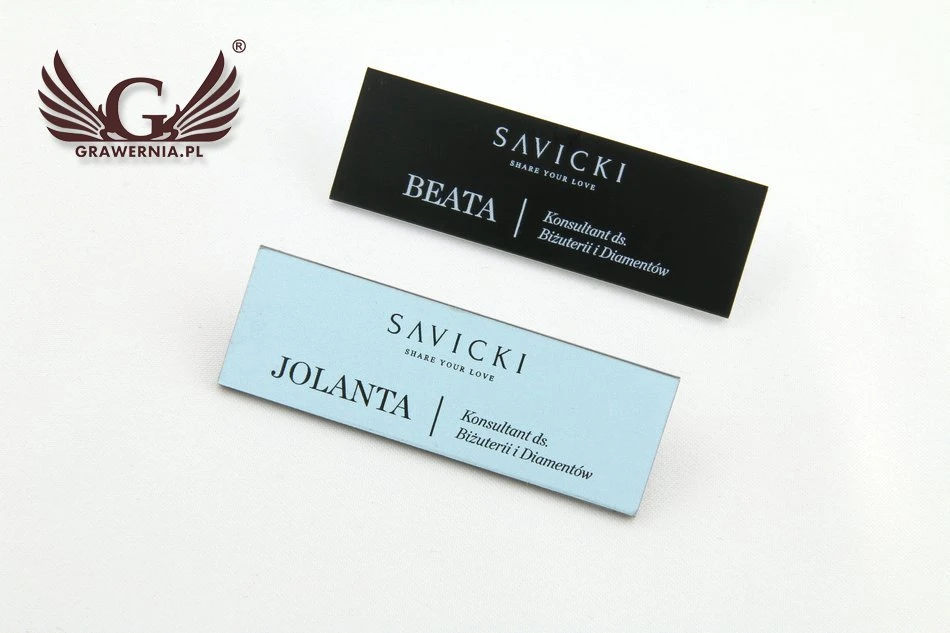 G®
GRAWERNIA.PL
SAVICKI
SHARE YOUR LOVE
BEATA
Konsultant ds.
Biżuterii i Diamentów
SAVICKI
SHARE YOUR LOVE
JOLANTA
Konsultant ds.
Biżuterii i Diamentów